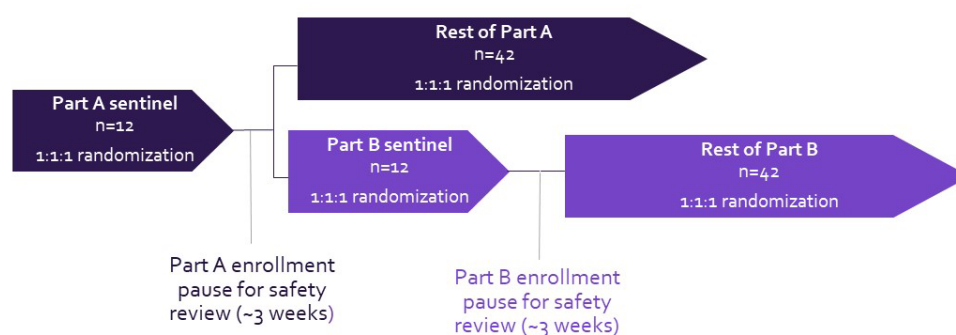 Rest of Part A
n=42
1:1:1 randomization
Part A sentinel
n=12
1:1:1 randomization
Part B sentinel
n=12
1:1:1 randomization
Rest of Part B
n=42
1:1:1 randomization
Part A enrollment
pause for safety
review (~3 weeks)
Part B enrollment
pause for safety
review (~3 weeks)